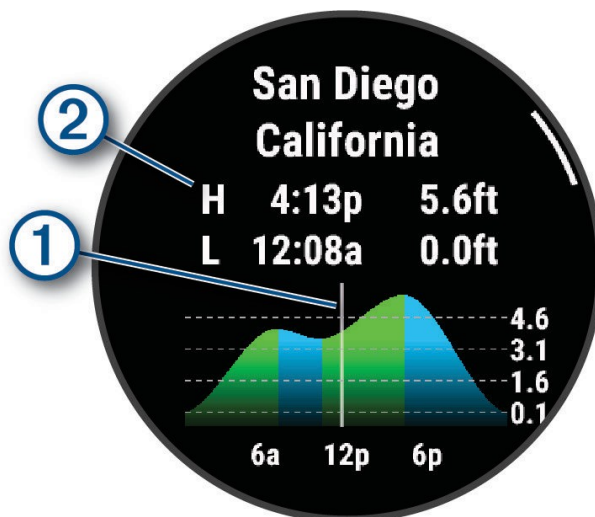 San Diego
California
2
H 4:13p 5.6ft
L 12:08a 0.0ft
1
4.6
3.1
1.6
0.1
6a 12p 6p